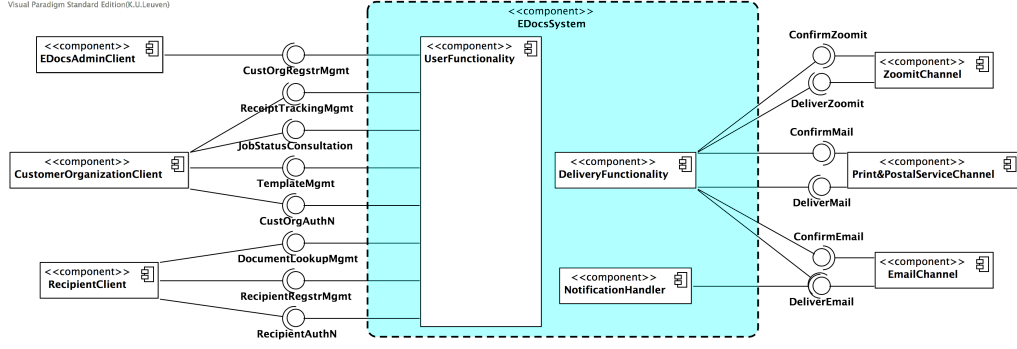 Visual Paradigm Standard Edition(K.U.Leuven)
<<component>>
EDocsSystem
<<component>>
EDocsAdminClient
CustOrgRegstrMgmt
<<component>>
UserFunctionality
ConfirmZoomit
<<component>>
ZoomitChannel
DeliverZoomit
ReceiptTrackingMgmt
JobStatusConsultation
<<component>>
CustomerOrganizationClient
TemplateMgmt
CustOrgAuthN
<<component>>
DeliveryFunctionality
ConfirmMail
<<component>>
Print&PostalServiceChannel
DeliverMail
DocumentLookupMgmt
<<component>>
RecipientClient
RecipientRegstrMgmt
RecipientAuthN
<<component>>
NotificationHandler
ConfirmEmail
<<component>>
EmailChannel
DeliverEmail